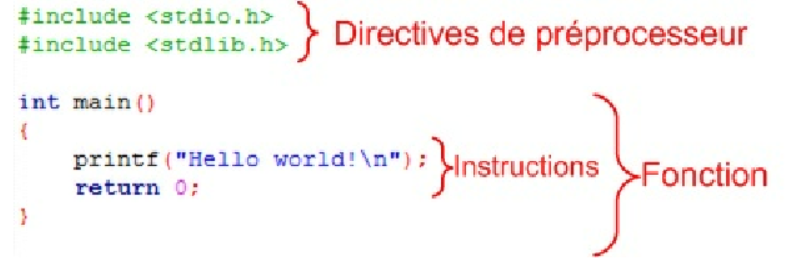 #include <stdio.h>
#include <stdlib.h>
Directives de préprocesseur
int main()
{
printf("Hello world!\n");
return 0;
Instructions
Fonction
}